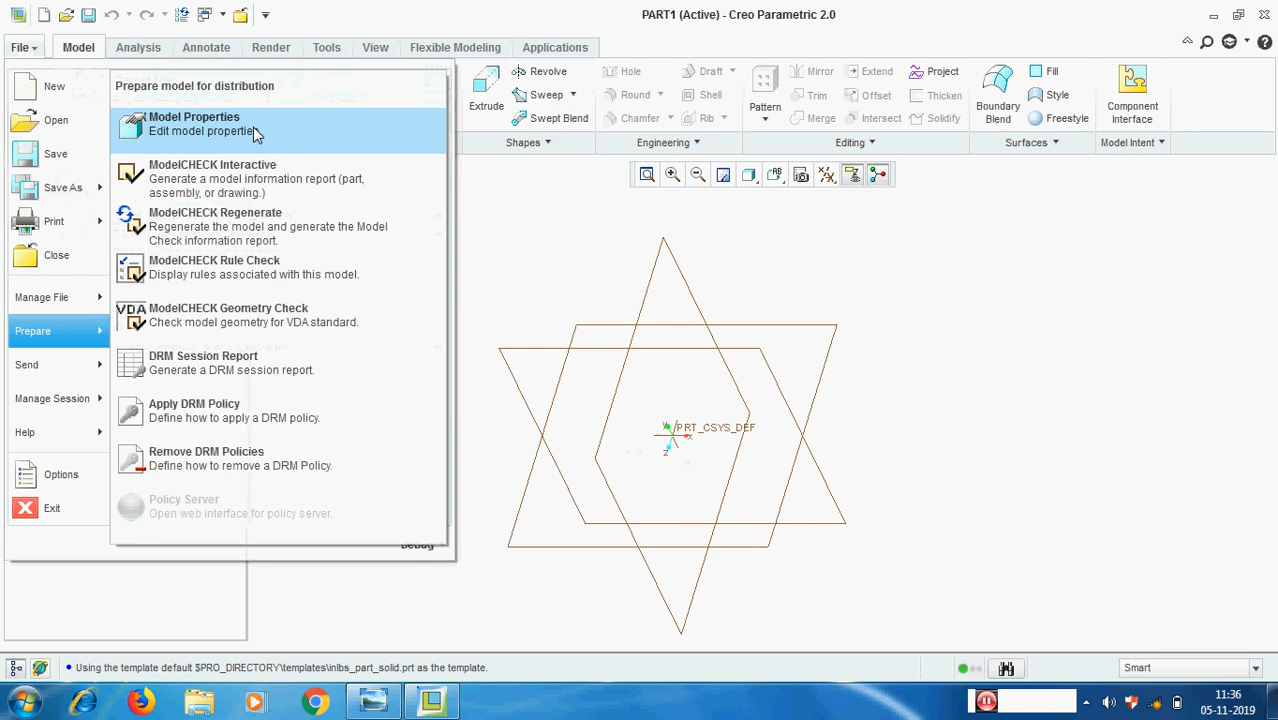 PART1 (Active) - Creo Parametric 2.0
File Model Analysis Annotate Render Tools View Flexible Modeling Applications
New
Open
Save
Save As
Print
Close
Manage File
Prepare
Send
Manage Session
Help
Options
Exit
Prepare model for distribution
Model Properties
Edit model propertie
ModelCHECK Interactive
Generate a model information report (part,
assembly, or drawing.)
ModelCHECK Regenerate
Regenerate the model and generate the Model
Check information report.
ModelCHECK Rule Check
Display rules associated with this model.
VDA
ModelCHECK Geometry Check
Check model geometry for VDA standard.
DRM Session Report
Generate a DRM session report.
Apply DRM Policy
Define how to apply a DRM policy.
Remove DRM Policies
Define how to remove a DRM Policy.
Policy Server
Open web interface for policy server.
Debug
Extrude
Revolve
Sweep
Swept Blend
Shapes
Hole
Round
Chamfer
Draft
Shell
Rib
Engineering
Pattern
Mirror
Trim
Merge
Extend
Offset
Intersect
Project
Thicken
Solidify
Editing
Boundary
Blend
Fill
Style
Freestyle
Surfaces
Component
Interface
Model Intent
PRT_CSYS_DEF
Y
X
Z
Using the template default $PRO_DIRECTORY\templates\inlbs_part_solid.prt as the template.
Smart
11:36
05-11-2019